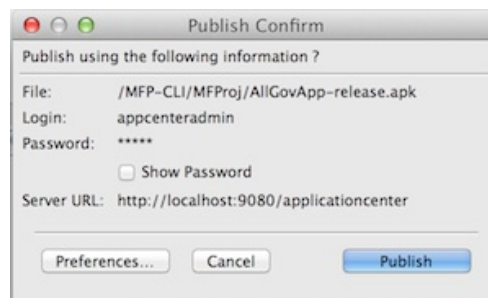 Publish Confirm
Publish using the following information ?
File: /MFP-CLI/MFProj/AllGovApp-release.apk
Login: appcenteradmin
Password: *****
Show Password
Server URL: http://localhost:9080/applicationcenter
Preferences... Cancel Publish